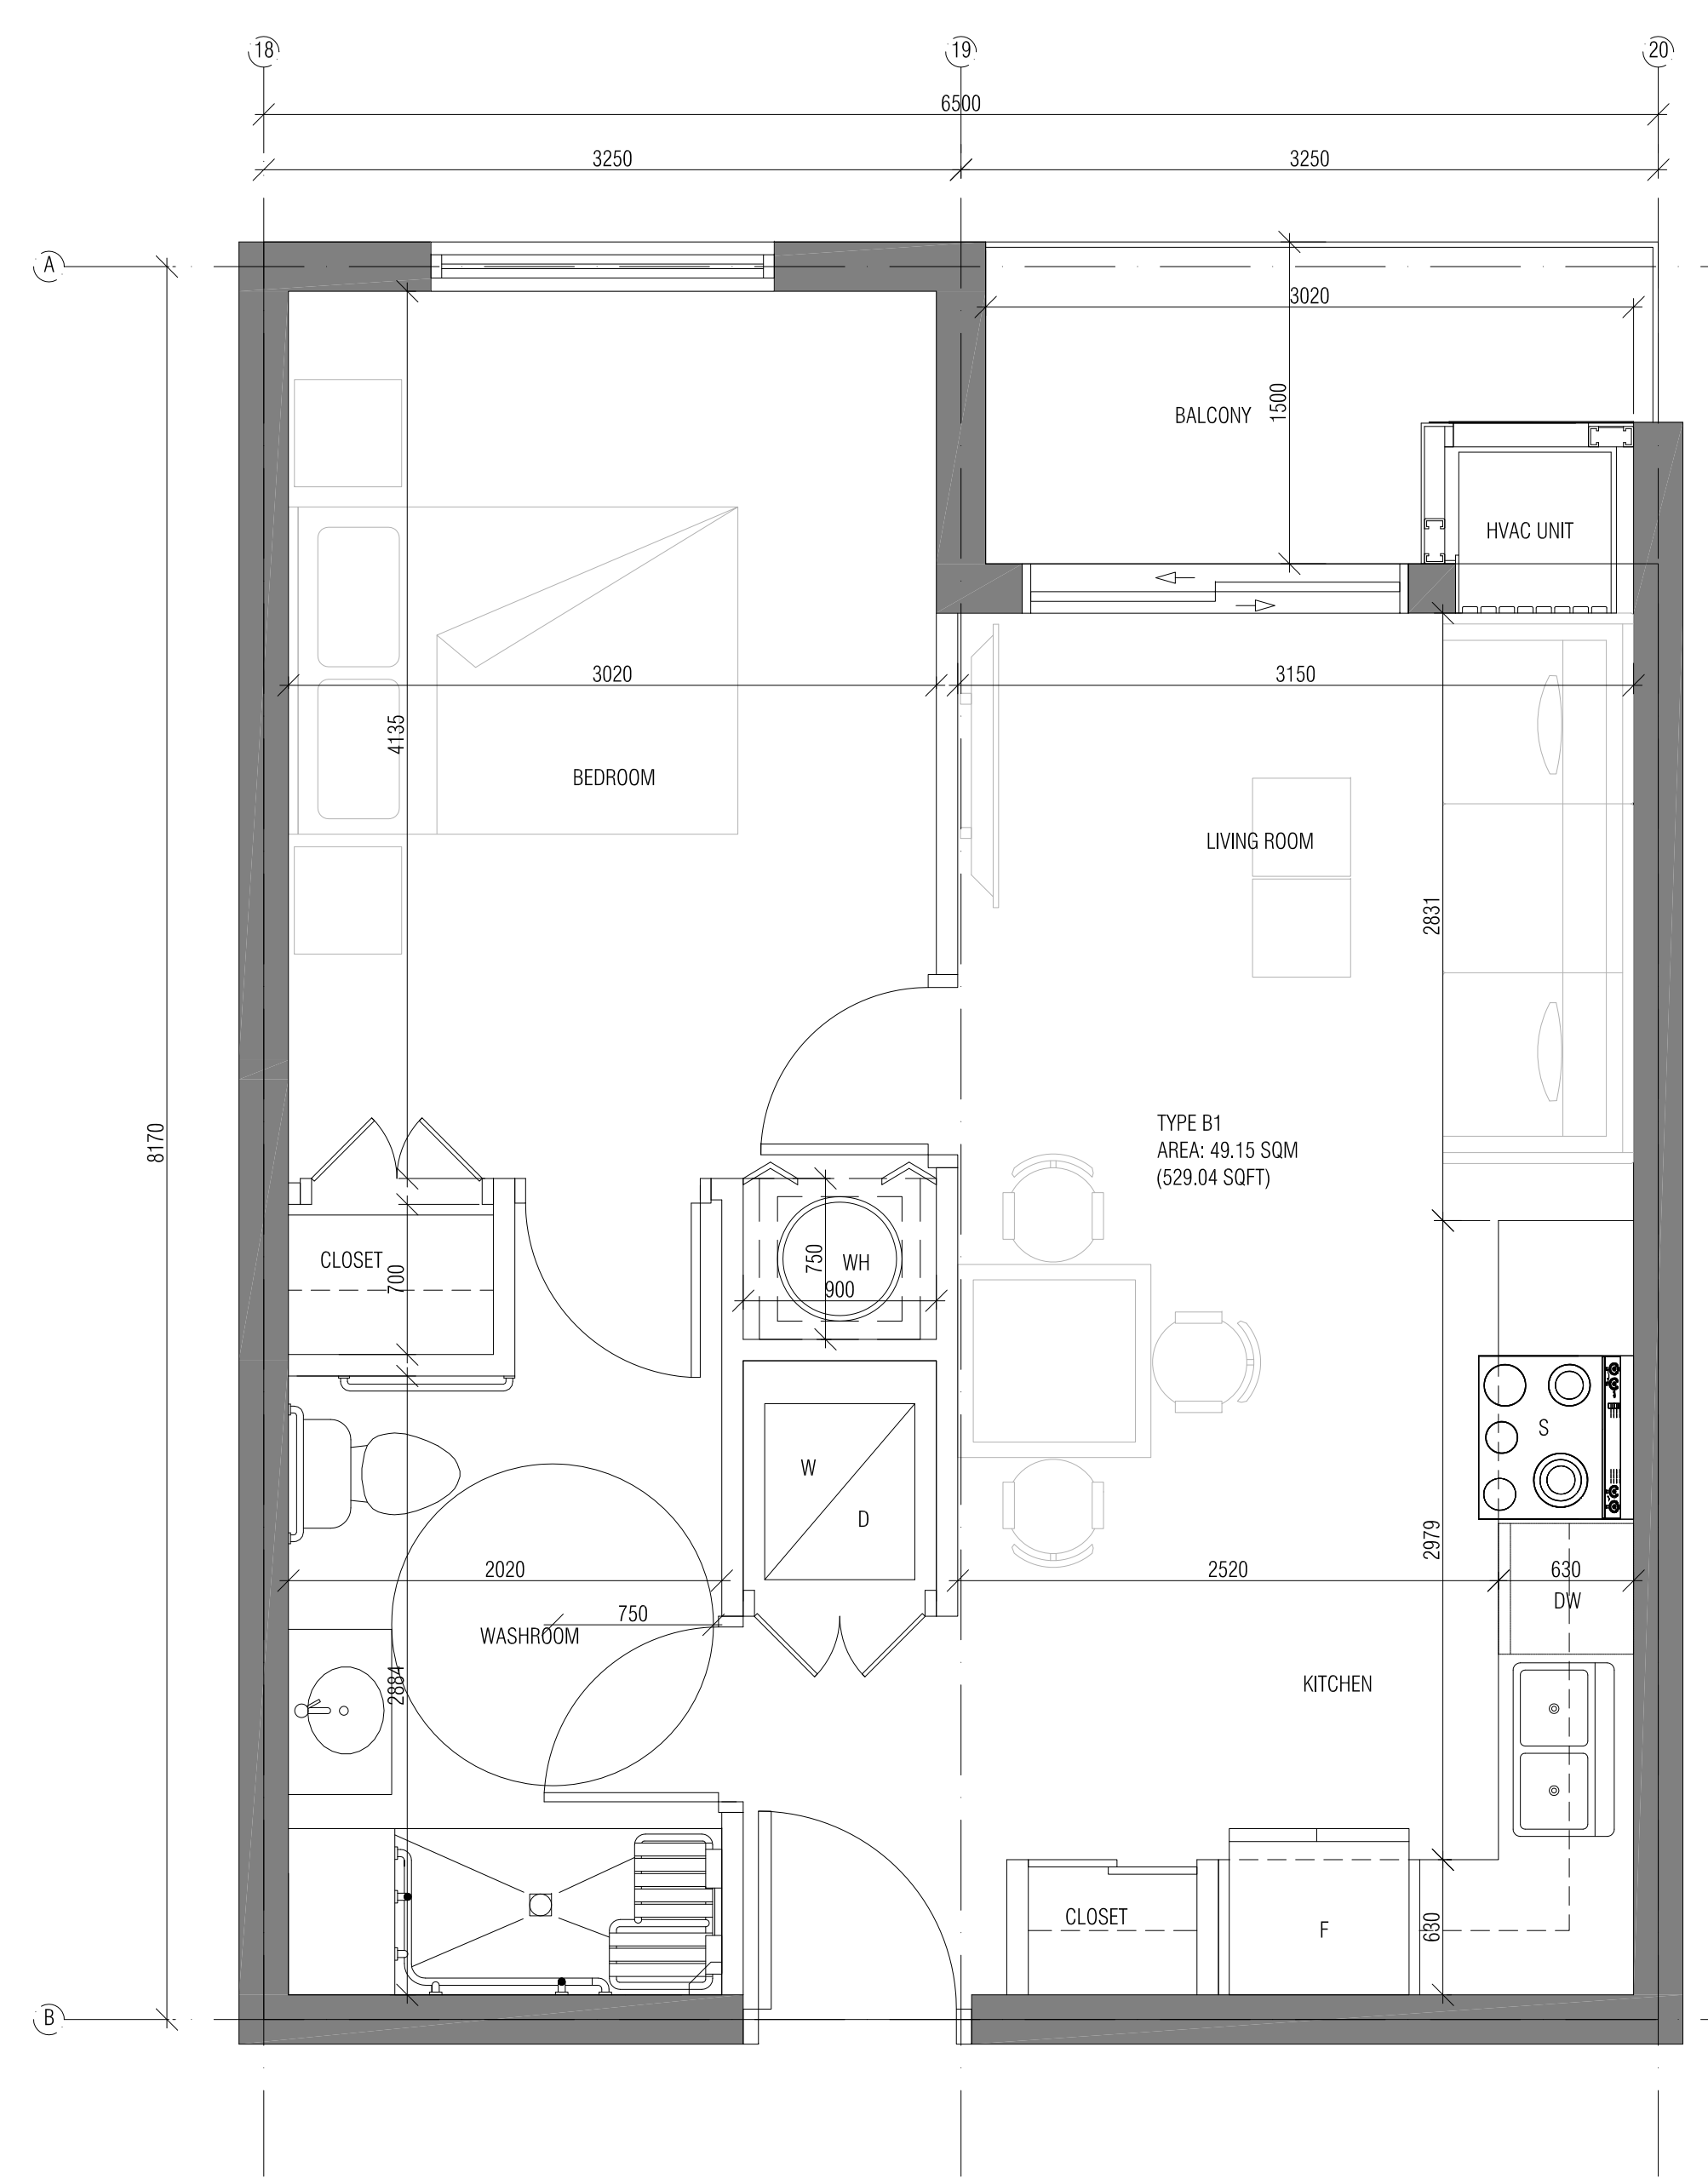 18
19
20
6500
3250
3250
A
3020
BALCONY
1500
HVAC UNIT
3020
3150
4135
BEDROOM
LIVING ROOM
2831
8170
TYPE B1
AREA: 49.15 SQM
(529.04 SQFT)
CLOSET
700
750
WH
900
S
W
D
2979
2020
2520
630
DW
750
WASHROOM
2884
KITCHEN
CLOSET
F
630
B